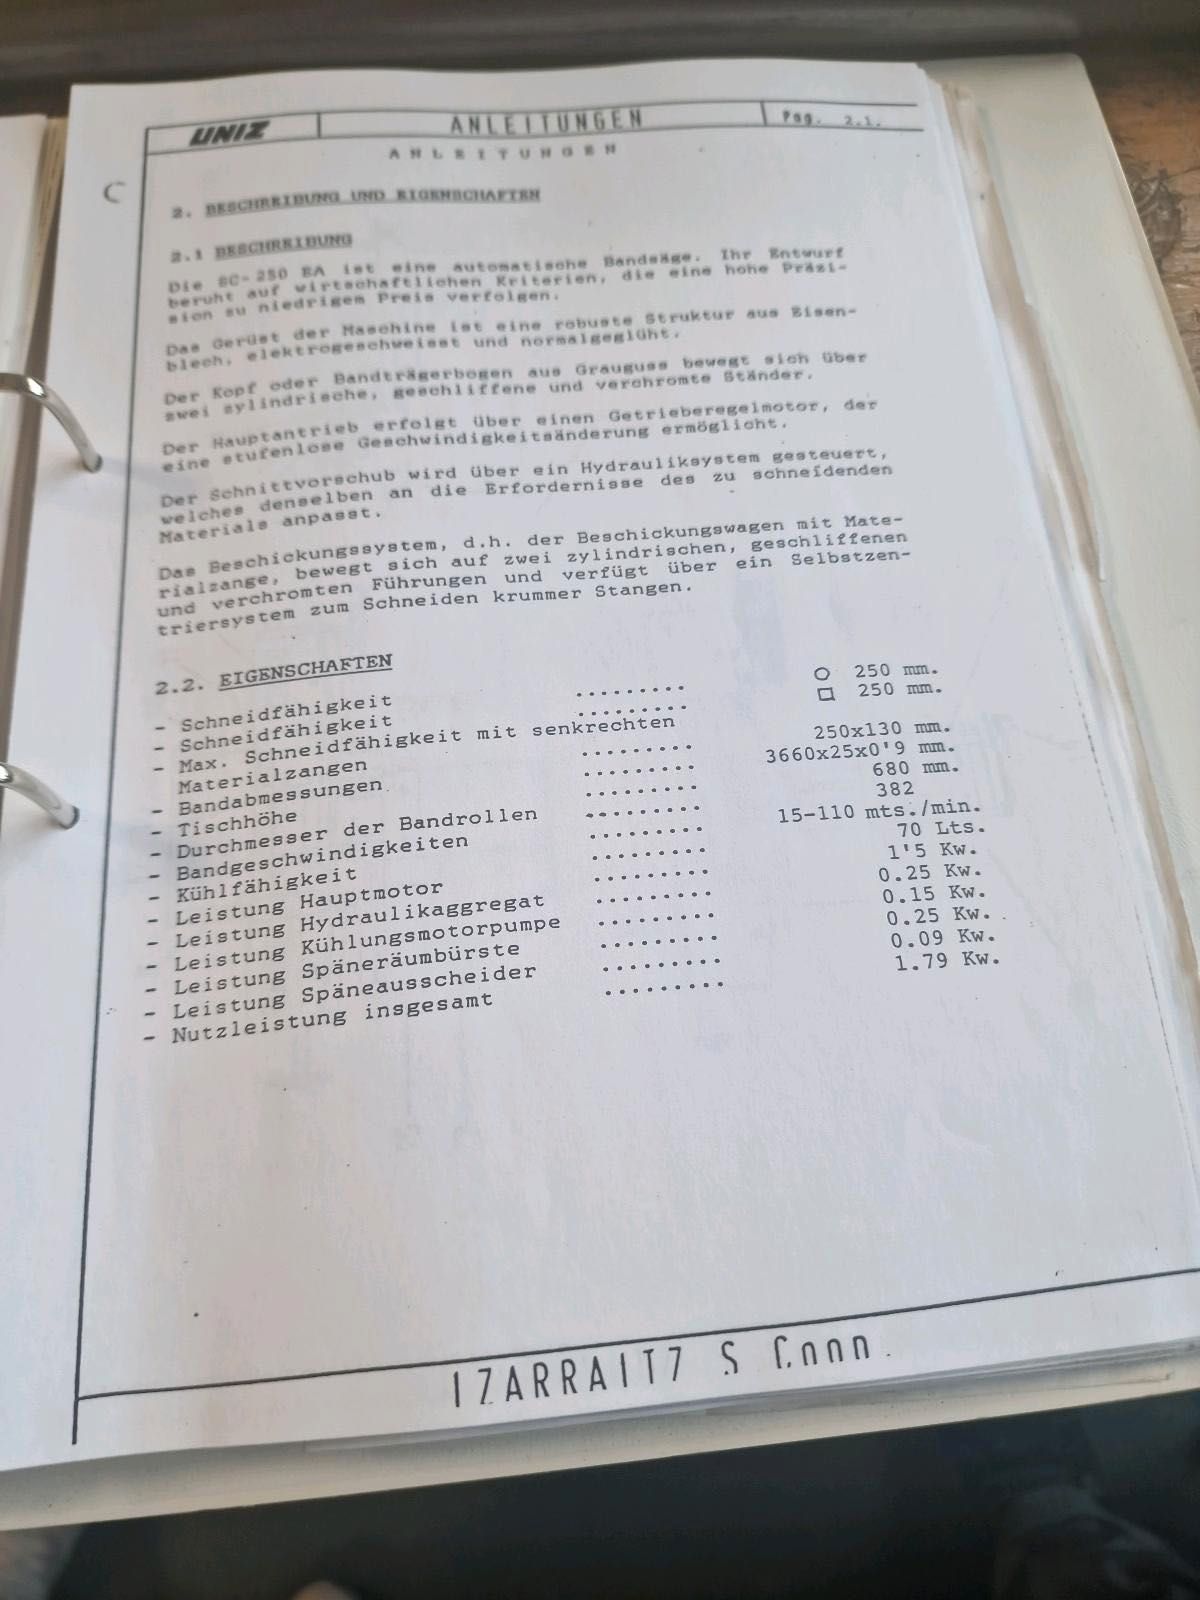 UNIZ
ANLEITUNGEN
Pag. 2.1.
ANLEITUNGEN
C
2. BESCHREIBUNG UND EIGENSCHAFTEN
2.1 BESCHREIBUNG
Die SC-250 EA ist eine automatische Bandsäge. Ihr Entwurf
beruht auf wirtschaftlichen Kriterien, die eine hohe Präzi-
sion zu niedrigem Preis verfolgen.
Das Gerüst der Maschine ist eine robuste Struktur aus Eisen-
blech, elektrogeschweisst und normalgeglüht.
Der Kopf oder Bandträgerbogen aus Grauguss bewegt sich über
zwei zylindrische, geschliffene und verchromte Ständer.
Der Hauptantrieb erfolgt über einen Getrieberegelmotor, der
eine stufenlose Geschwindigkeitsänderung ermöglicht.
Der Schnittvorschub wird über ein Hydrauliksystem gesteuert,
welches denselben an die Erfordernisse des zu schneidenden
Materials anpasst.
Das Beschickungssystem, d.h. der Beschickungswagen mit Mate-
rialzange, bewegt sich auf zwei zylindrischen, geschliffenen
und verchromten Führungen und verfügt über ein Selbstzen-
triersystem zum Schneiden krummer Stangen.
2.2. EIGENSCHAFTEN
- Schneidfähigkeit ......... ○ 250 mm.
- Schneidfähigkeit ......... □ 250 mm.
- Max. Schneidfähigkeit mit senkrechten
Materialzangen ......... 250x130 mm.
- Bandabmessungen ......... 3660x25x0'9 mm.
- Tischhöhe ......... 680 mm.
- Durchmesser der Bandrollen ......... 382
- Bandgeschwindigkeiten ......... 15-110 mts./min.
- Kühlfähigkeit ......... 70 Lts.
- Leistung Hauptmotor ......... 1'5 Kw.
- Leistung Hydraulikaggregat ......... 0.25 Kw.
- Leistung Kühlungsmotorpumpe ......... 0.15 Kw.
- Leistung Späneräumbürste ......... 0.25 Kw.
- Leistung Späneausscheider ......... 0.09 Kw.
- Nutzleistung insgesamt ......... 1.79 Kw.
IZARRAITZ S